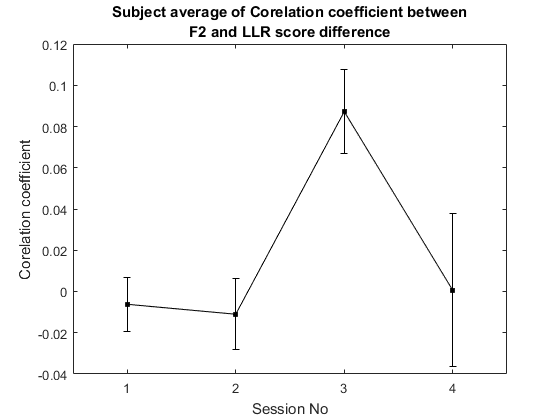 Subject average of Corelation coefficient between
F2 and LLR score difference
0.12
0.1
0.08
0.06
0.04
0.02
0
-0.02
-0.04
Corelation coefficient
1 2 3 4
Session No